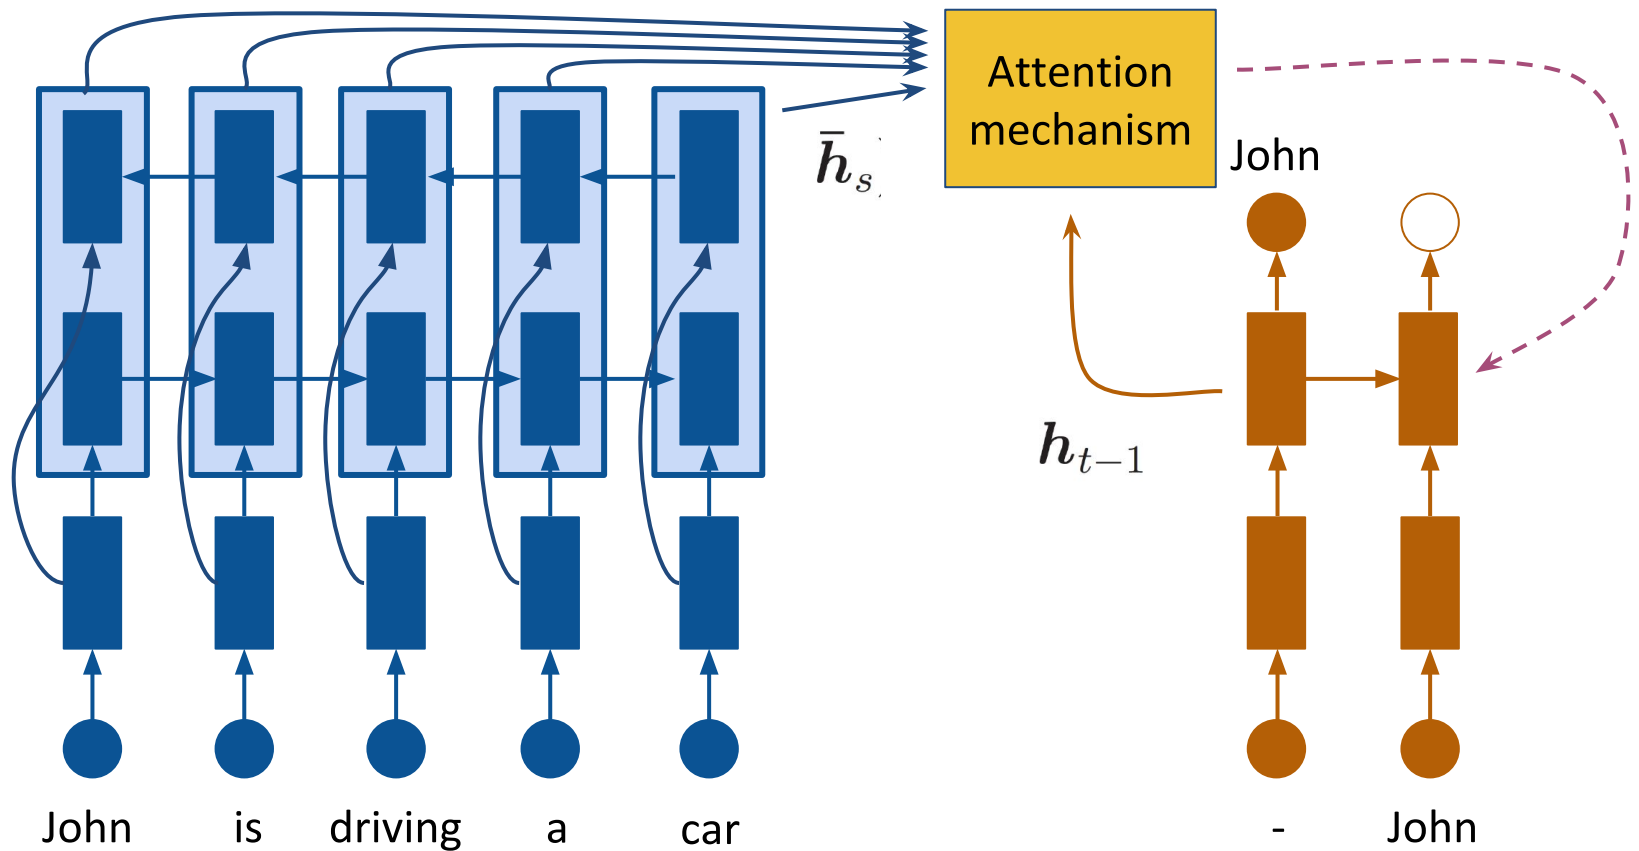 Attention
mechanism
h̄ₛ
John
hₜ₋₁
John is driving a car
- John